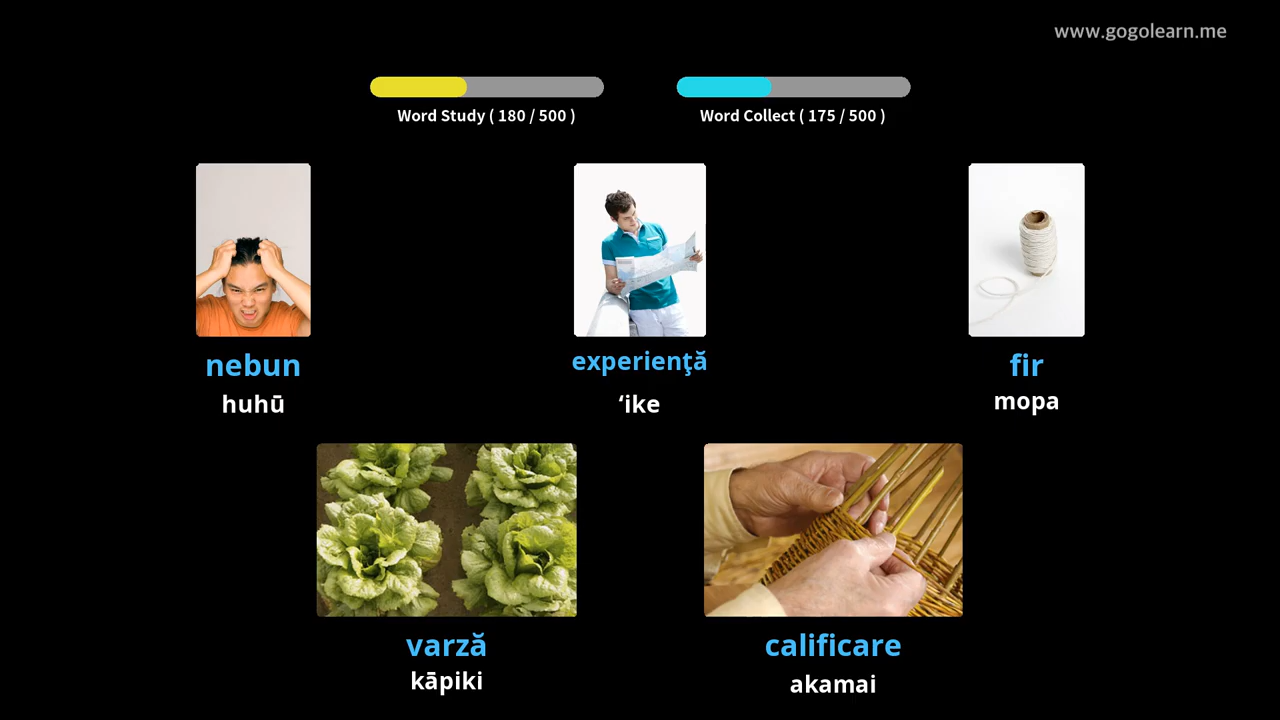 www.gogolearn.me
Word Study ( 180 / 500 )
Word Collect ( 175 / 500 )
nebun
huhū
experienţă
ʻike
fir
mopa
varză
kāpiki
calificare
akamai